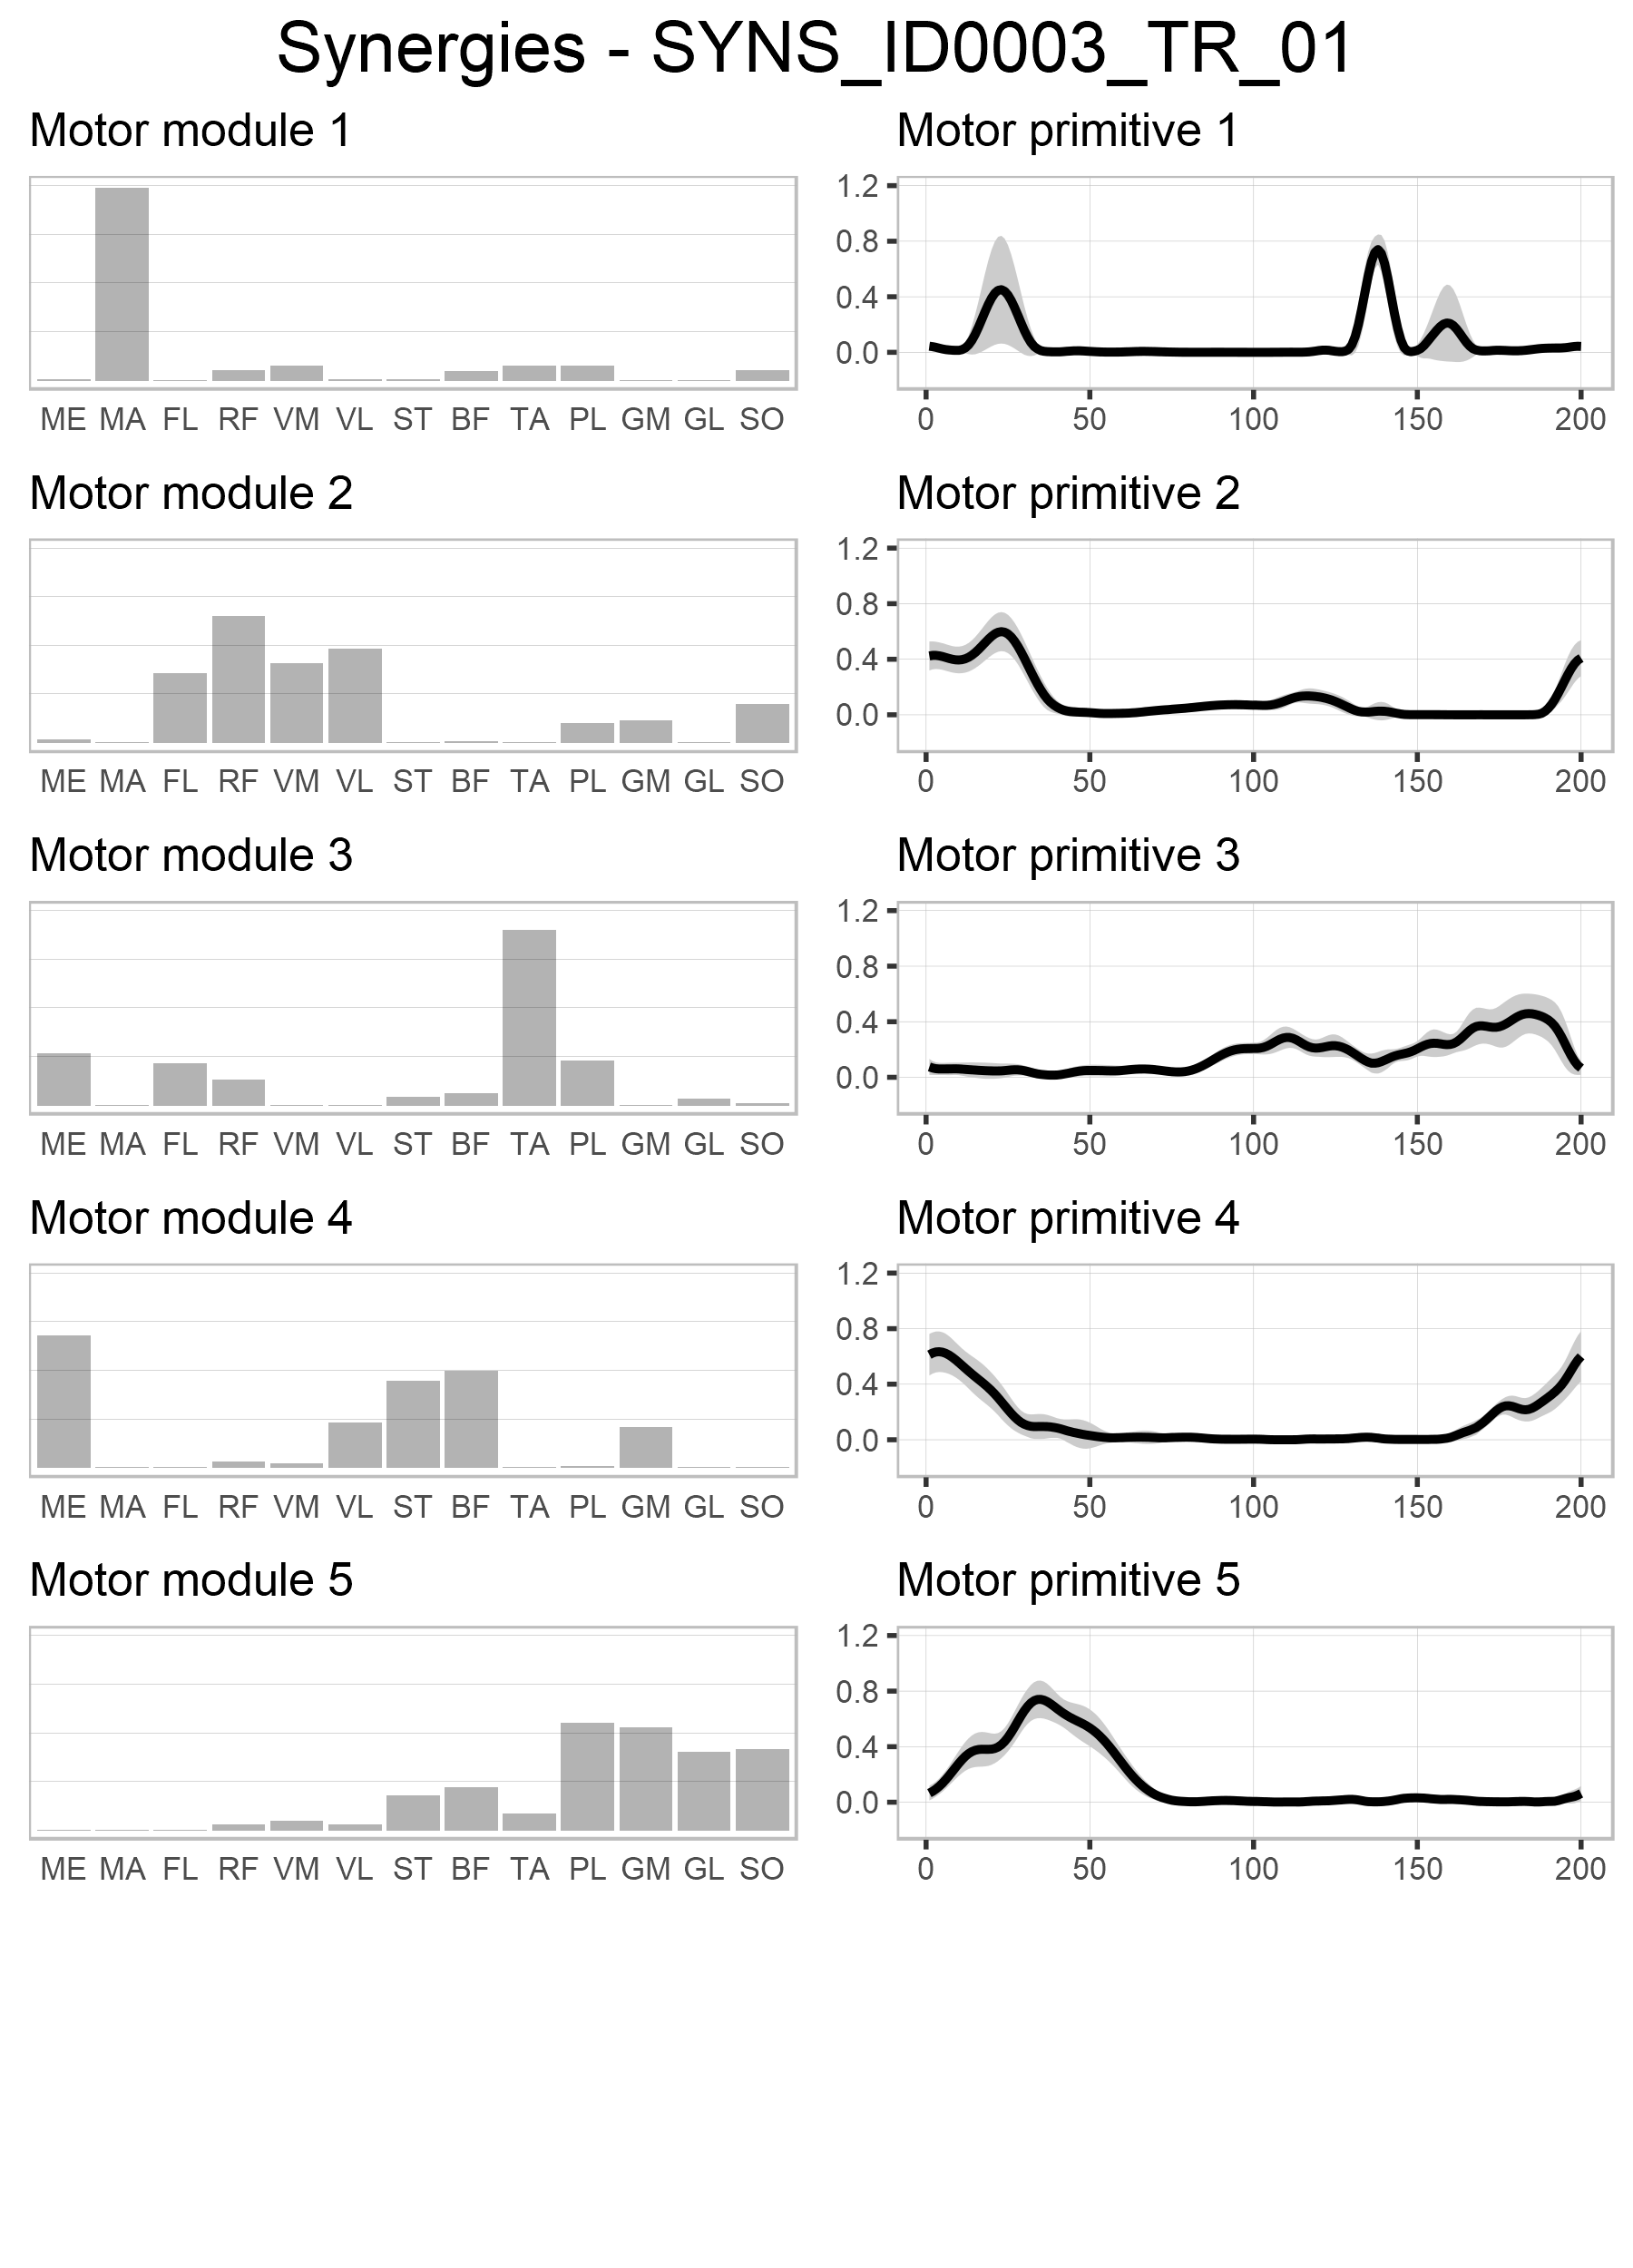 Synergies - SYNS_ID0003_TR_01
Motor module 1
Motor primitive 1
1.2
0.8
0.4
0.0
ME MA FL RF VM VL ST BF TA PL GM GL SO
0 50 100 150 200
Motor module 2
Motor primitive 2
1.2
0.8
0.4
0.0
ME MA FL RF VM VL ST BF TA PL GM GL SO
0 50 100 150 200
Motor module 3
Motor primitive 3
1.2
0.8
0.4
0.0
ME MA FL RF VM VL ST BF TA PL GM GL SO
0 50 100 150 200
Motor module 4
Motor primitive 4
1.2
0.8
0.4
0.0
ME MA FL RF VM VL ST BF TA PL GM GL SO
0 50 100 150 200
Motor module 5
Motor primitive 5
1.2
0.8
0.4
0.0
ME MA FL RF VM VL ST BF TA PL GM GL SO
0 50 100 150 200